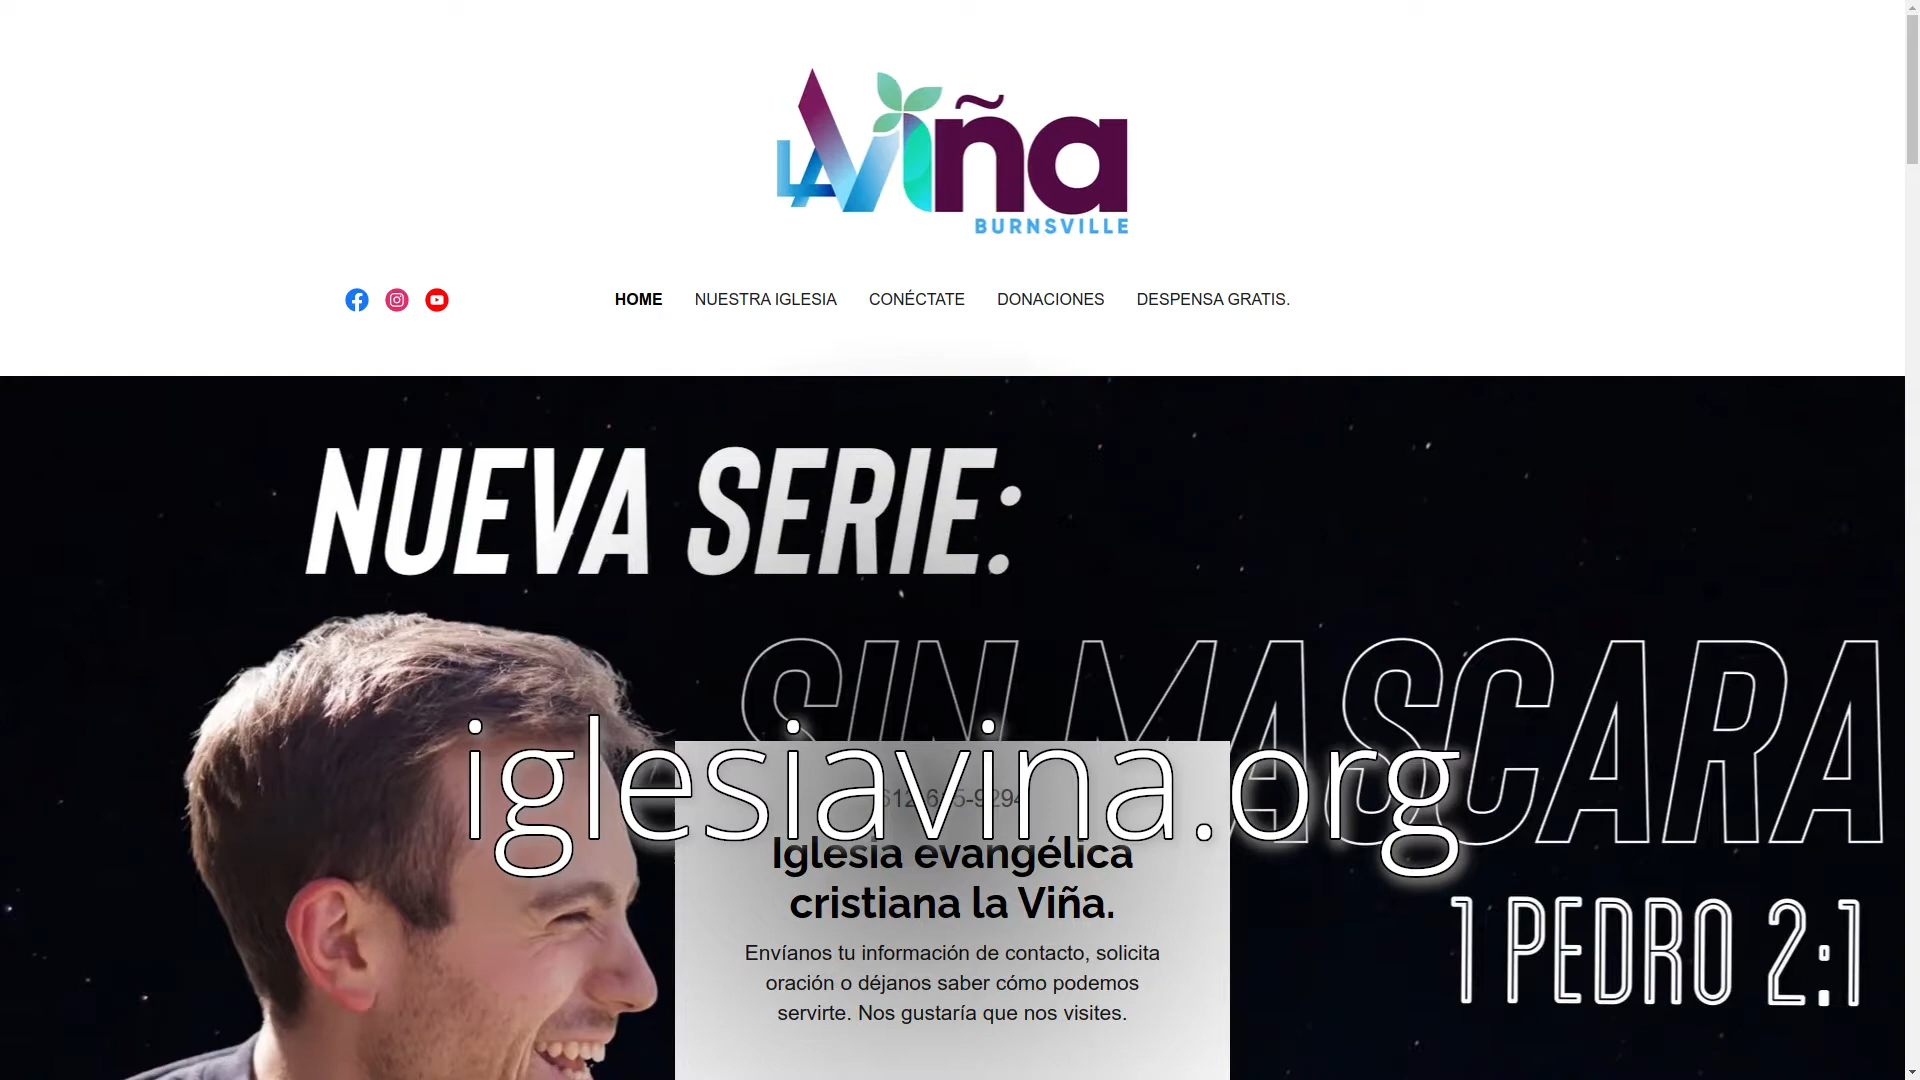 LA Viña
BURNSVILLE
HOME NUESTRA IGLESIA CONÉCTATE DONACIONES DESPENSA GRATIS.
NUEVA SERIE:
SIN MASCARA
iglesiavina.org
Iglesia evangélica
cristiana la Viña.
1 PEDRO 2:1
Envíanos tu información de contacto, solicita
oración o déjanos saber cómo podemos
servirte. Nos gustaría que nos visites.